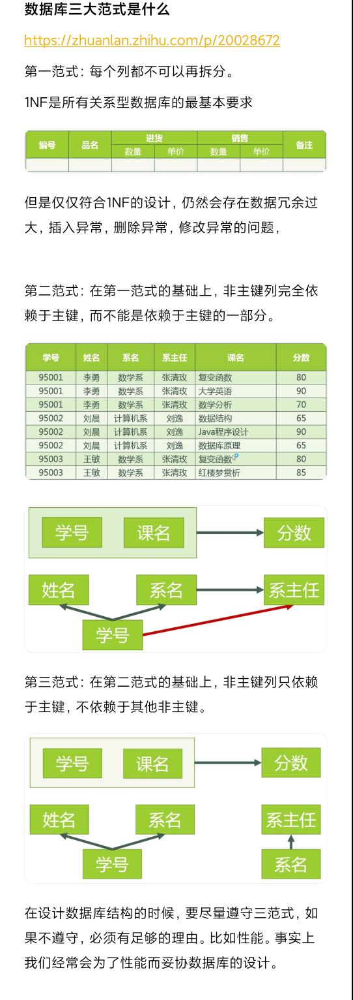 数据库三大范式是什么
https://zhuanlan.zhihu.com/p/20028672
第一范式：每个列都不可以再拆分。
1NF是所有关系型数据库的最基本要求
编号 品名 进货 销售 备注
数量 单价 数量 单价
但是仅仅符合1NF的设计，仍然会存在数据冗余过
大，插入异常，删除异常，修改异常的问题，
第二范式：在第一范式的基础上，非主键列完全依
赖于主键，而不能是依赖于主键的一部分。
学号 姓名 系名 系主任 课名 分数
95001 李勇 数学系 张清玫 复变函数 80
95001 李勇 数学系 张清玫 大学英语 90
95001 李勇 数学系 张清玫 数学分析 70
95002 刘晨 计算机系 刘逸 数据结构 65
95002 刘晨 计算机系 刘逸 Java程序设计 90
95002 刘晨 计算机系 刘逸 数据库原理 65
95003 王敏 数学系 张清玫 复变函数 80
95003 王敏 数学系 张清玫 红楼梦赏析 85
学号 课名 分数
姓名 系名 系主任
学号
第三范式：在第二范式的基础上，非主键列只依赖
于主键，不依赖于其他非主键。
学号 课名 分数
姓名 系名 系主任
学号 系名
在设计数据库结构的时候，要尽量遵守三范式，如
果不遵守，必须有足够的理由。比如性能。事实上
我们经常会为了性能而妥协数据库的设计。